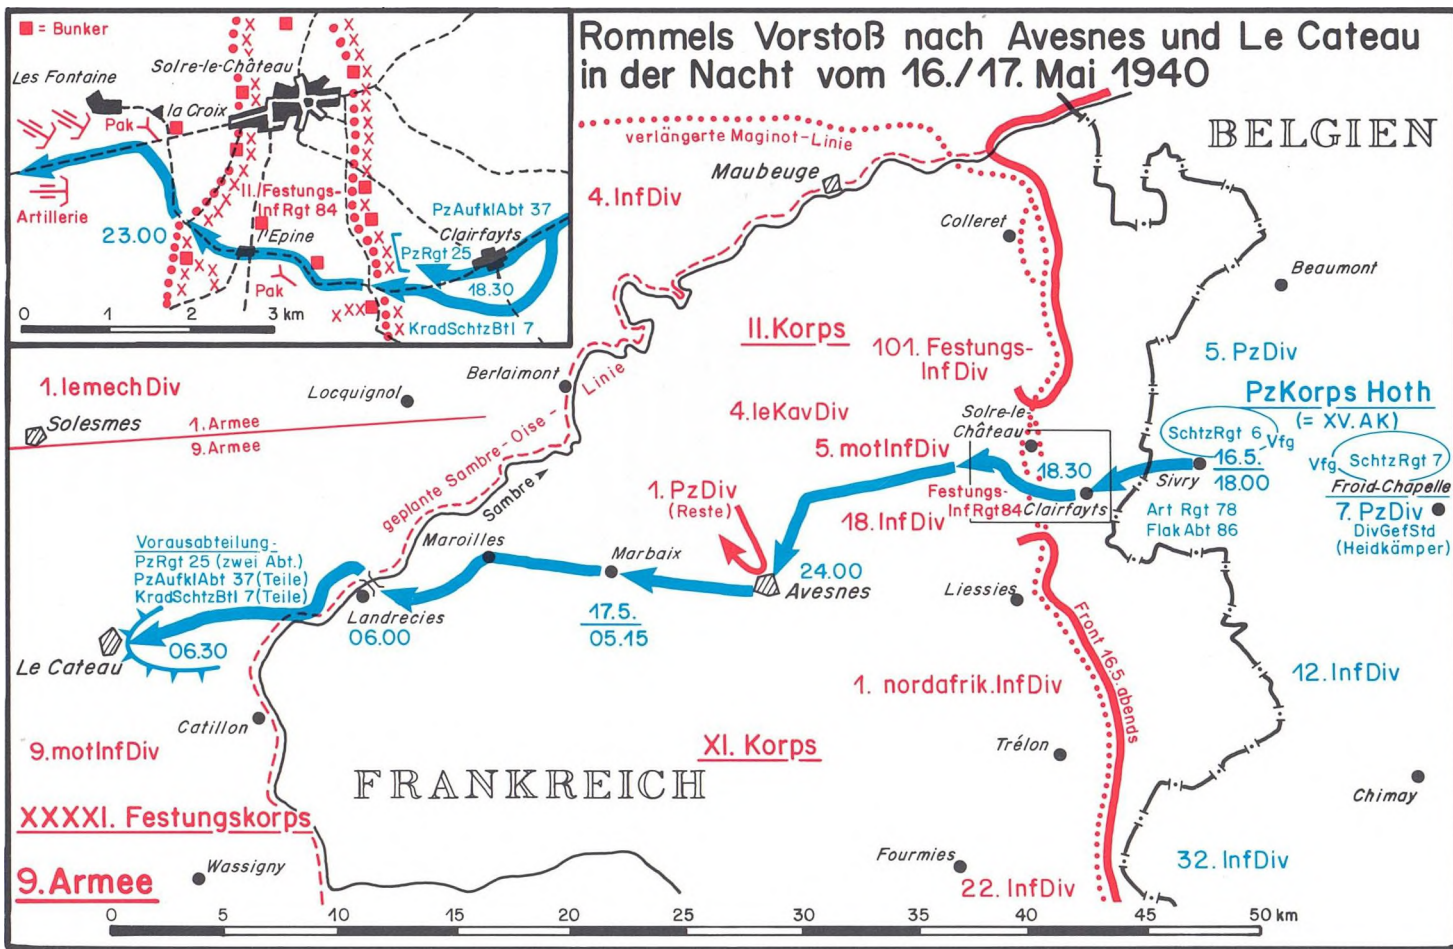 Rommels Vorstoß nach Avesnes und Le Cateau
in der Nacht vom 16./17. Mai 1940
= Bunker
Les Fontaine
Solre-le-Château
la Croix
Pak
Artillerie
II./Festungs-
InfRgt 84
PzAufklAbt 37
Clairfayts
PzRgt 25
23.00
l'Epine
18.30
Pak
KradSchtzBtl 7
0 1 2 3 km
verlängerte Maginot-Linie
BELGIEN
Maubeuge
4. InfDiv
Colleret
Beaumont
II. Korps
101. Festungs-
InfDiv
5. PzDiv
1. lemech Div
Locquignol
Berlaimont
Solesmes
1. Armee
9. Armee
geplante Sambre-Oise-Linie
Sambre
4. leKavDiv
Solre-le-
Château
PzKorps Hoth
(= XV. AK)
SchtzRgt 6
Vfg
5. motInfDiv
18.30
16.5.
18.00
Vfg
SchtzRgt 7
Sivry
Froid-Chapelle
1. PzDiv
(Reste)
Festungs-
InfRgt 84
Clairfayts
18. InfDiv
Art Rgt 78
FlakAbt 86
7. PzDiv
DivGefStd
(Heidkämper)
Vorausabteilung-
PzRgt 25 (zwei Abt.)
PzAufklAbt 37 (Teile)
KradSchtzBtl 7 (Teile)
Maroilles
Marbaix
24.00
Avesnes
Liessies
Landrecies
06.00
17.5.
05.15
06.30
Le Cateau
Front 16.5. abends
12. InfDiv
1. nordafrik. InfDiv
Catillon
9. motInfDiv
XI. Korps
Trélon
FRANKREICH
Chimay
XXXXI. Festungskorps
Wassigny
Fourmies
32. InfDiv
9. Armee
22. InfDiv
0 5 10 15 20 25 30 35 40 45 50 km